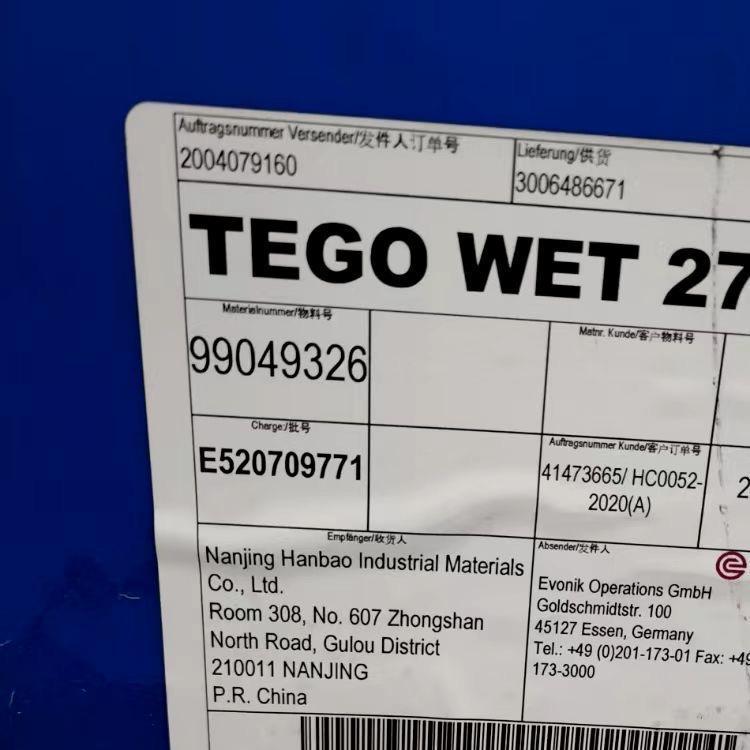 Auftragsnummer Versender/发件人订单号
2004079160
Lieferung/供货
3006486671
TEGO WET 27
Materialnummer/物料号
99049326
Matnr. Kunde/客户物料号
Charge:/批号
E520709771
Auftragsnummer Kunde/客户订单号
41473665/ HC0052-
2020(A)
2
Empfänger/收货人
Nanjing Hanbao Industrial Materials
Co., Ltd.
Room 308, No. 607 Zhongshan
North Road, Gulou District
210011 NANJING
P.R. China
Absender/发件人
Evonik Operations GmbH
Goldschmidtstr. 100
45127 Essen, Germany
Tel.: +49 (0)201-173-01 Fax: +49
173-3000